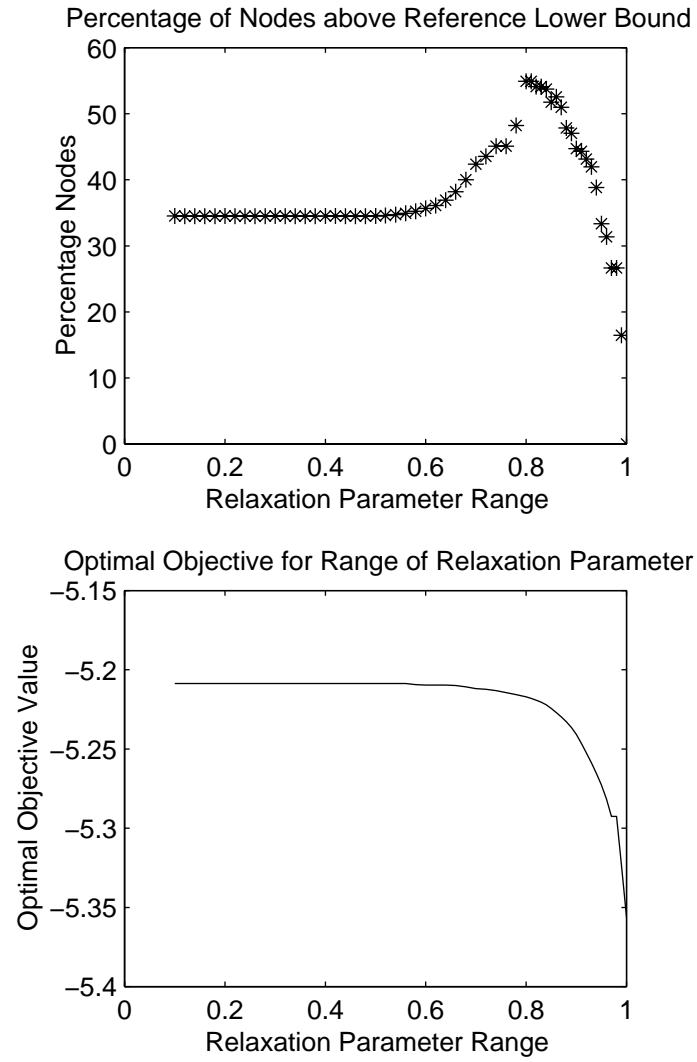 Percentage of Nodes above Reference Lower Bound
60
50
40
30
20
10
0
Percentage Nodes
0 0.2 0.4 0.6 0.8 1
Relaxation Parameter Range
Optimal Objective for Range of Relaxation Parameter
−5.15
−5.2
−5.25
−5.3
−5.35
−5.4
Optimal Objective Value
0 0.2 0.4 0.6 0.8 1
Relaxation Parameter Range